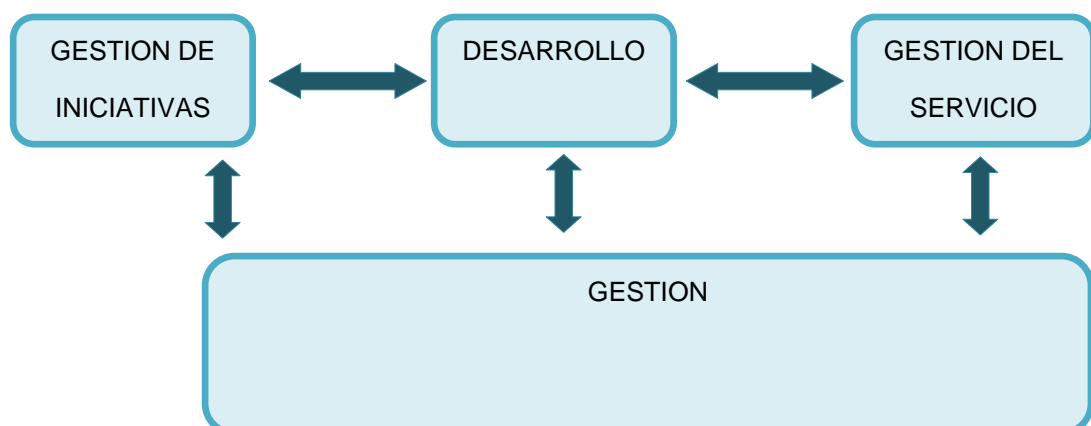 GESTION DE
INICIATIVAS
DESARROLLO
GESTION DEL
SERVICIO
GESTION